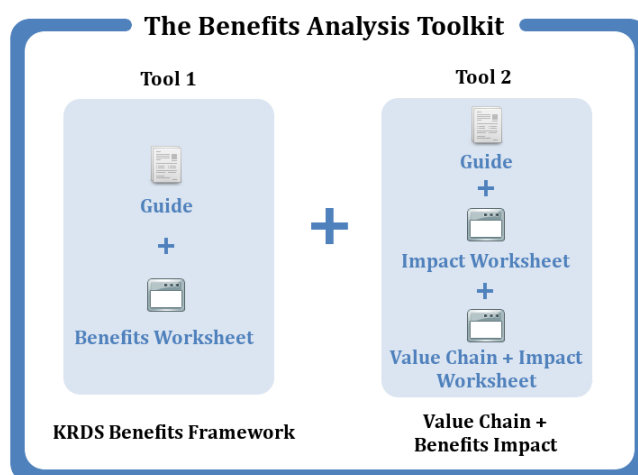 The Benefits Analysis Toolkit
Tool 1
Guide
+
Benefits Worksheet
KRDS Benefits Framework
+
Tool 2
Guide
+
Impact Worksheet
+
Value Chain + Impact
Worksheet
Value Chain +
Benefits Impact